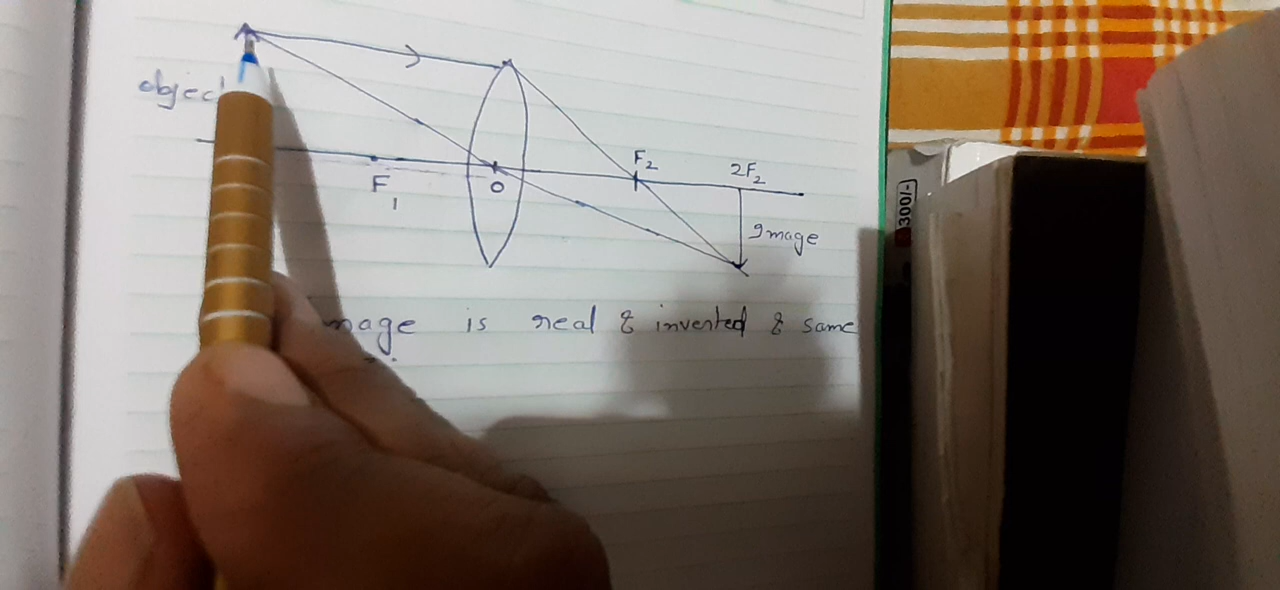 objec
F1
O
F2
2F2
Image
mage is real & inverted & same
300/-